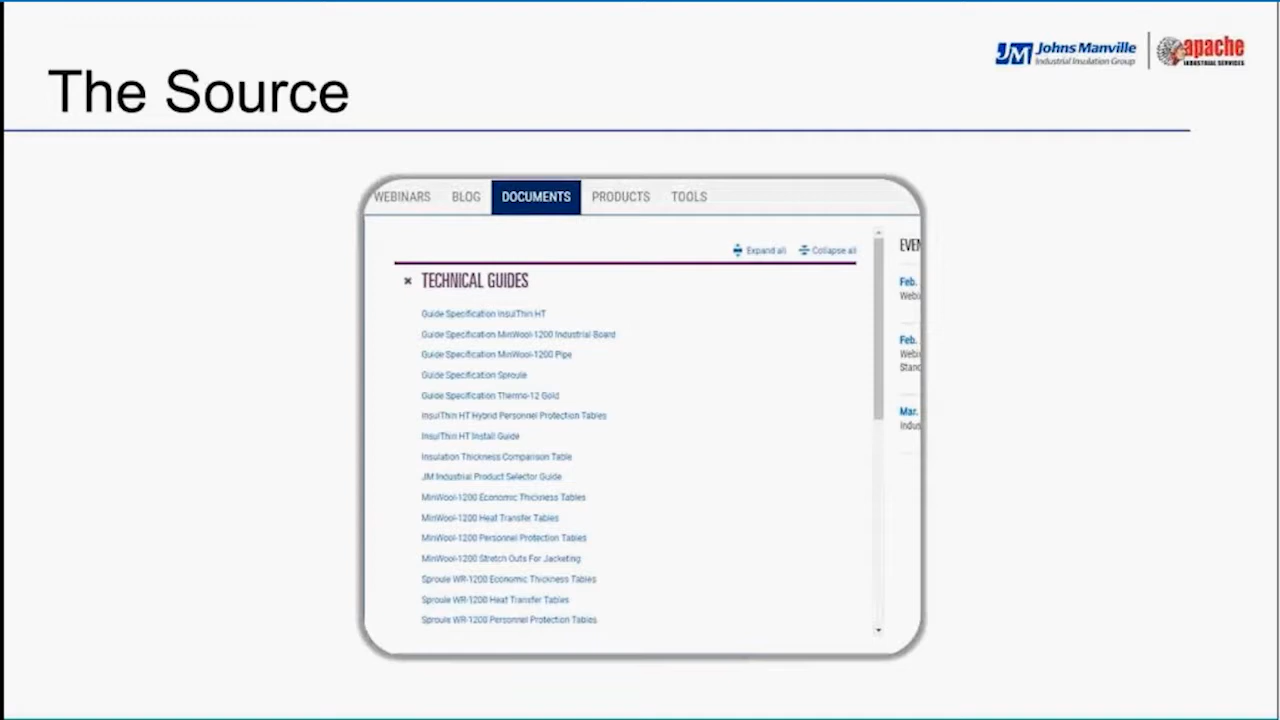 Johns Manville
Industrial Insulation Group
apache
INDUSTRIAL SERVICES
The Source
WEBINARS BLOG DOCUMENTS PRODUCTS TOOLS
Expand all Collapse all
TECHNICAL GUIDES
Guide Specification InsulThin HT
Guide Specification MinWool-1200 Industrial Board
Guide Specification MinWool-1200 Pipe
Guide Specification Sproule
Guide Specification Thermo-12 Gold
InsulThin HT Hybrid Personnel Protection Tables
InsulThin HT Install Guide
Insulation Thickness Comparison Table
JM Industrial Product Selector Guide
MinWool-1200 Economic Thickness Tables
MinWool-1200 Heat Transfer Tables
MinWool-1200 Personnel Protection Tables
MinWool-1200 Stretch Outs For Jacketing
Sproule WR-1200 Economic Thickness Tables
Sproule WR-1200 Heat Transfer Tables
Sproule WR-1200 Personnel Protection Tables
EVEN
Feb.
Webi
Feb.
Webi
Stand
Mar.
Indus